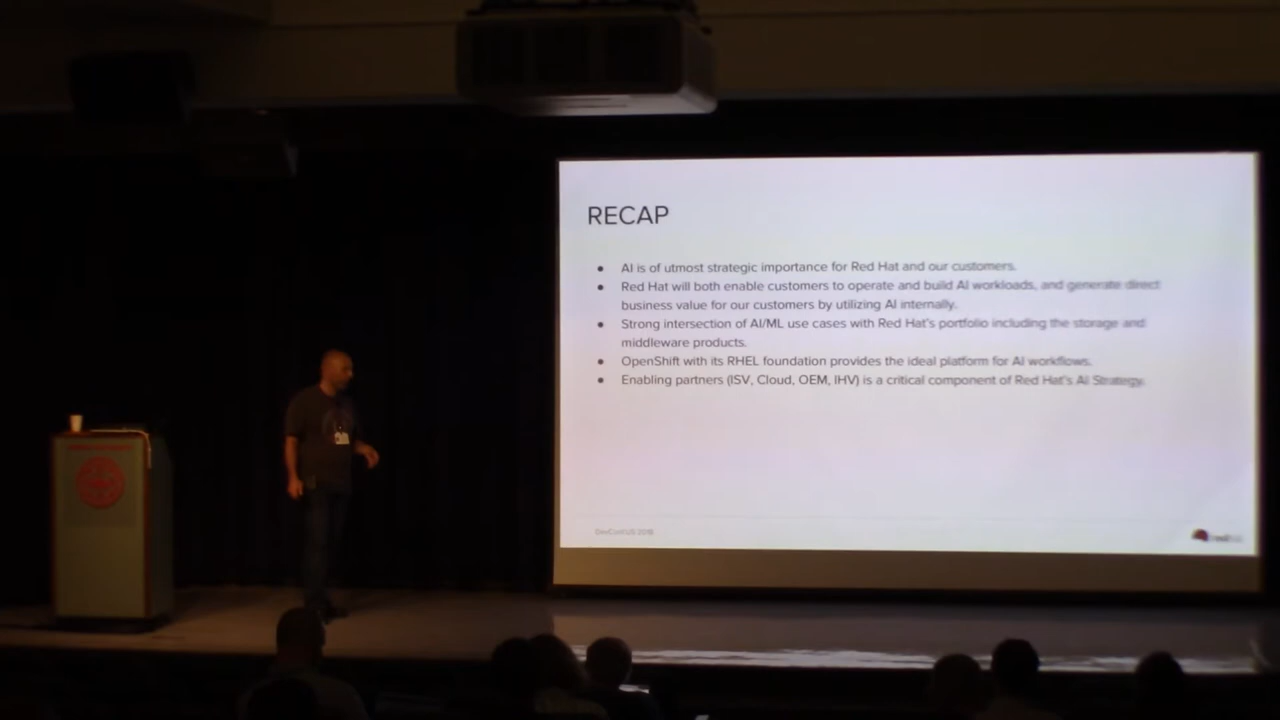 RECAP
● AI is of utmost strategic importance for Red Hat and our customers.
● Red Hat will both enable customers to operate and build AI workloads, and generate direct
business value for our customers by utilizing AI internally.
● Strong intersection of AI/ML use cases with Red Hat's portfolio including the storage and
middleware products.
● OpenShift with its RHEL foundation provides the ideal platform for AI workflows.
● Enabling partners (ISV, Cloud, OEM, IHV) is a critical component of Red Hat's AI Strategy.
redhat